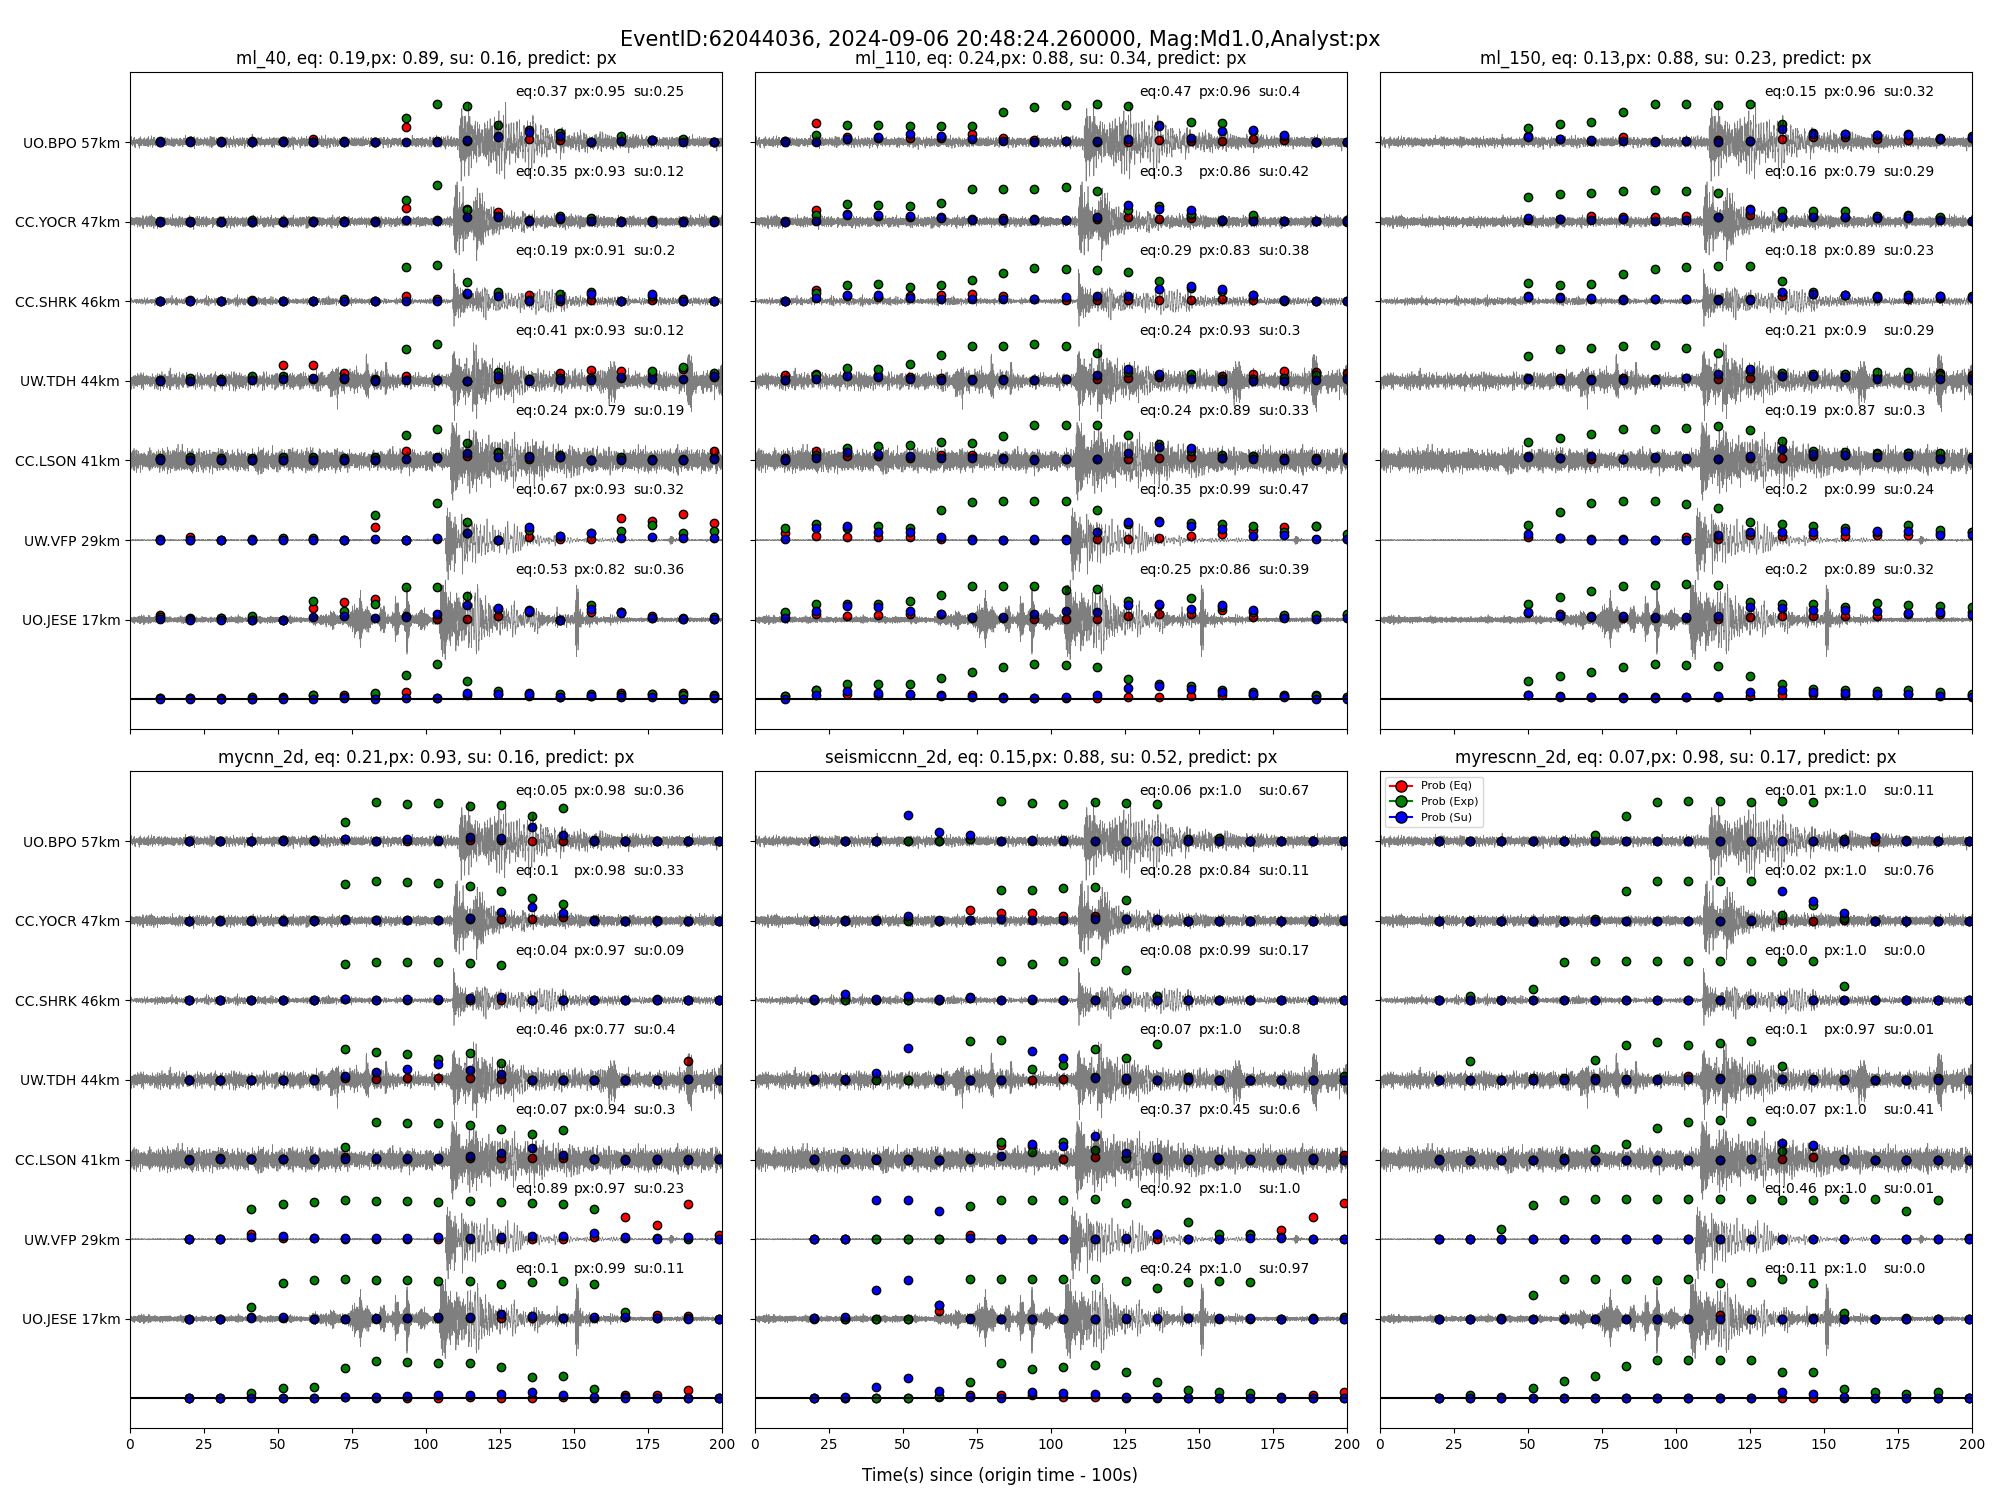 EventID:62044036, 2024-09-06 20:48:24.260000, Mag:Md1.0,Analyst:px
ml_40, eq: 0.19,px: 0.89, su: 0.16, predict: px
eq:0.37 px:0.95 su:0.25
UO.BPO 57km
eq:0.35 px:0.93 su:0.12
CC.YOCR 47km
eq:0.19 px:0.91 su:0.2
CC.SHRK 46km
eq:0.41 px:0.93 su:0.12
UW.TDH 44km
eq:0.24 px:0.79 su:0.19
CC.LSON 41km
eq:0.67 px:0.93 su:0.32
UW.VFP 29km
eq:0.53 px:0.82 su:0.36
UO.JESE 17km
ml_110, eq: 0.24,px: 0.88, su: 0.34, predict: px
eq:0.47 px:0.96 su:0.4
eq:0.3 px:0.86 su:0.42
eq:0.29 px:0.83 su:0.38
eq:0.24 px:0.93 su:0.3
eq:0.24 px:0.89 su:0.33
eq:0.35 px:0.99 su:0.47
eq:0.25 px:0.86 su:0.39
ml_150, eq: 0.13,px: 0.88, su: 0.23, predict: px
eq:0.15 px:0.96 su:0.32
eq:0.16 px:0.79 su:0.29
eq:0.18 px:0.89 su:0.23
eq:0.21 px:0.9 su:0.29
eq:0.19 px:0.87 su:0.3
eq:0.2 px:0.99 su:0.24
eq:0.2 px:0.89 su:0.32
mycnn_2d, eq: 0.21,px: 0.93, su: 0.16, predict: px
eq:0.05 px:0.98 su:0.36
UO.BPO 57km
eq:0.1 px:0.98 su:0.33
CC.YOCR 47km
eq:0.04 px:0.97 su:0.09
CC.SHRK 46km
eq:0.46 px:0.77 su:0.4
UW.TDH 44km
eq:0.07 px:0.94 su:0.3
CC.LSON 41km
eq:0.89 px:0.97 su:0.23
UW.VFP 29km
eq:0.1 px:0.99 su:0.11
UO.JESE 17km
0 25 50 75 100 125 150 175 200
seismiccnn_2d, eq: 0.15,px: 0.88, su: 0.52, predict: px
eq:0.06 px:1.0 su:0.67
eq:0.28 px:0.84 su:0.11
eq:0.08 px:0.99 su:0.17
eq:0.07 px:1.0 su:0.8
eq:0.37 px:0.45 su:0.6
eq:0.92 px:1.0 su:1.0
eq:0.24 px:1.0 su:0.97
0 25 50 75 100 125 150 175 200
myrescnn_2d, eq: 0.07,px: 0.98, su: 0.17, predict: px
Prob (Eq)
Prob (Exp)
Prob (Su)
eq:0.01 px:1.0 su:0.11
eq:0.02 px:1.0 su:0.76
eq:0.0 px:1.0 su:0.0
eq:0.1 px:0.97 su:0.01
eq:0.07 px:1.0 su:0.41
eq:0.46 px:1.0 su:0.01
eq:0.11 px:1.0 su:0.0
0 25 50 75 100 125 150 175 200
Time(s) since (origin time - 100s)